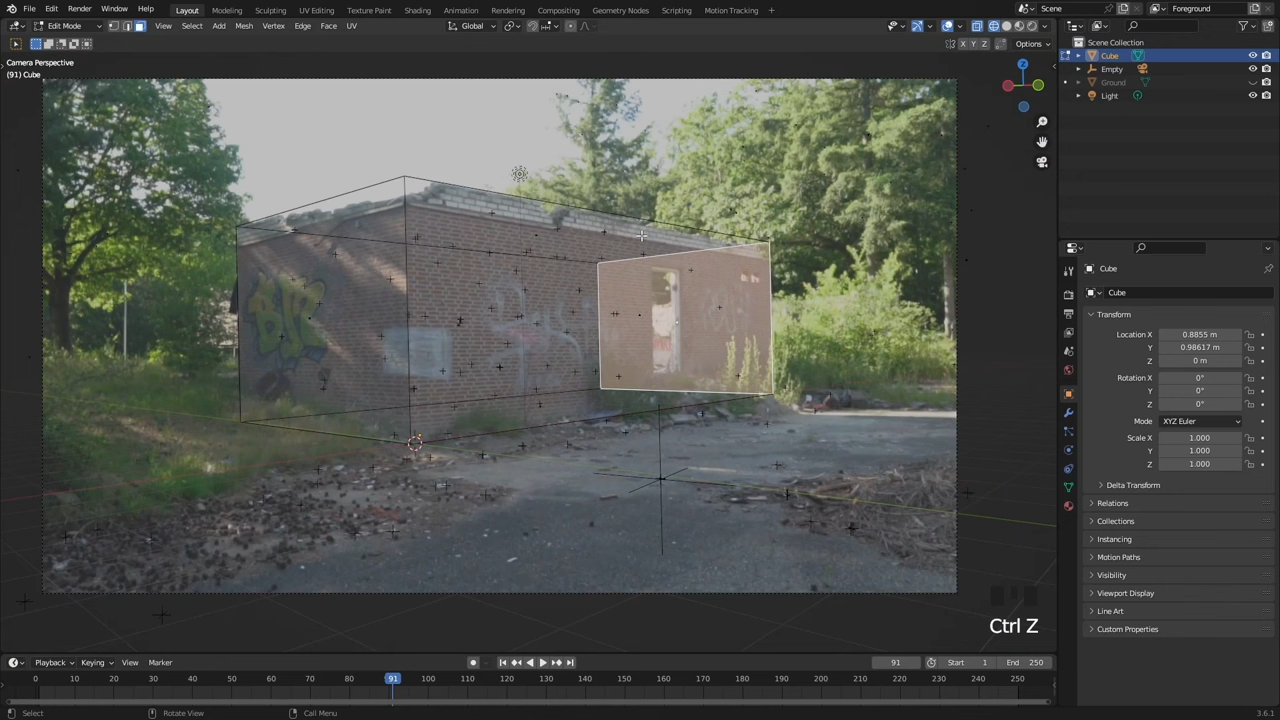 File Edit Render Window Help Layout Modeling Sculpting UV Editing Texture Paint Shading Animation Rendering Compositing Geometry Nodes Scripting Motion Tracking Scene Foreground
Edit Mode View Select Add Mesh Vertex Edge Face UV Global
X Y Z Options
Camera Perspective
(91) Cube
Z
Scene Collection
Cube
Empty
Ground
Light
Cube
Cube
Transform
Location X 0.8855 m
Y 0.98617 m
Z 0 m
Rotation X 0°
Y 0°
Z 0°
Mode XYZ Euler
Scale X 1.000
Y 1.000
Z 1.000
Delta Transform
Relations
Collections
Instancing
Motion Paths
Visibility
Viewport Display
Line Art
Custom Properties
Ctrl Z
Playback Keying View Marker 91 Start 1 End 250
0 10 20 30 40 50 60 70 80 91 100 110 120 130 140 150 160 170 180 190 200 210 220 230 240 250
Select Rotate View Call Menu 3.6.1